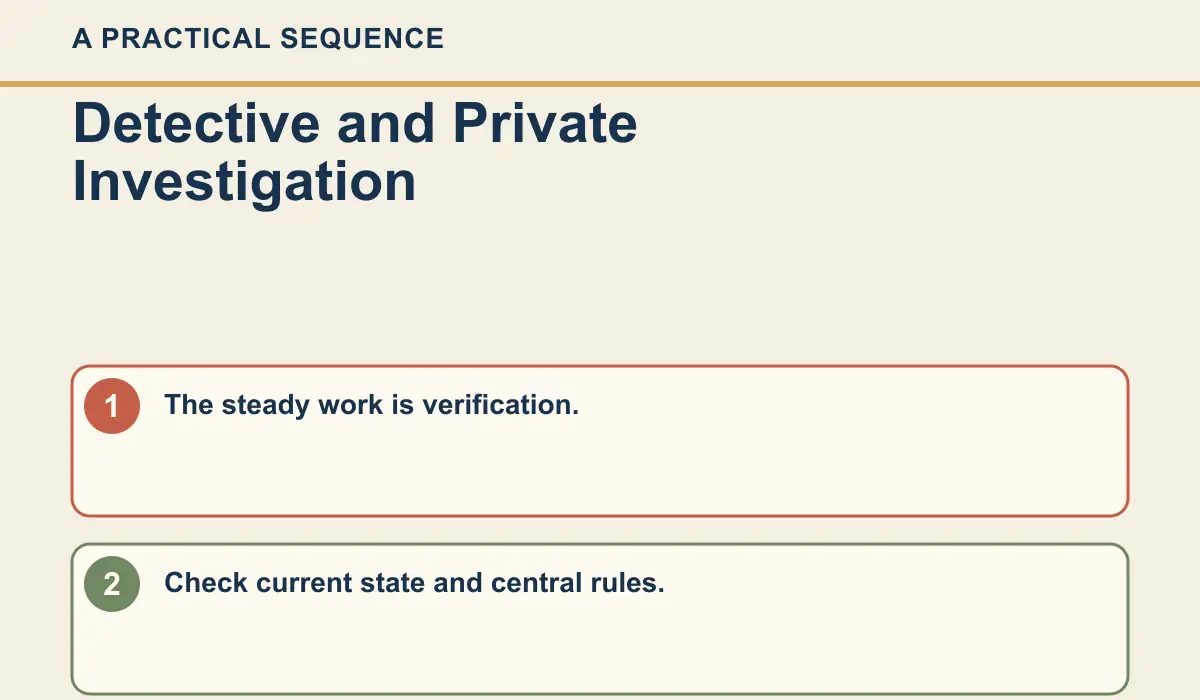 A PRACTICAL SEQUENCE
Detective and Private
Investigation
1
The steady work is verification.
2
Check current state and central rules.